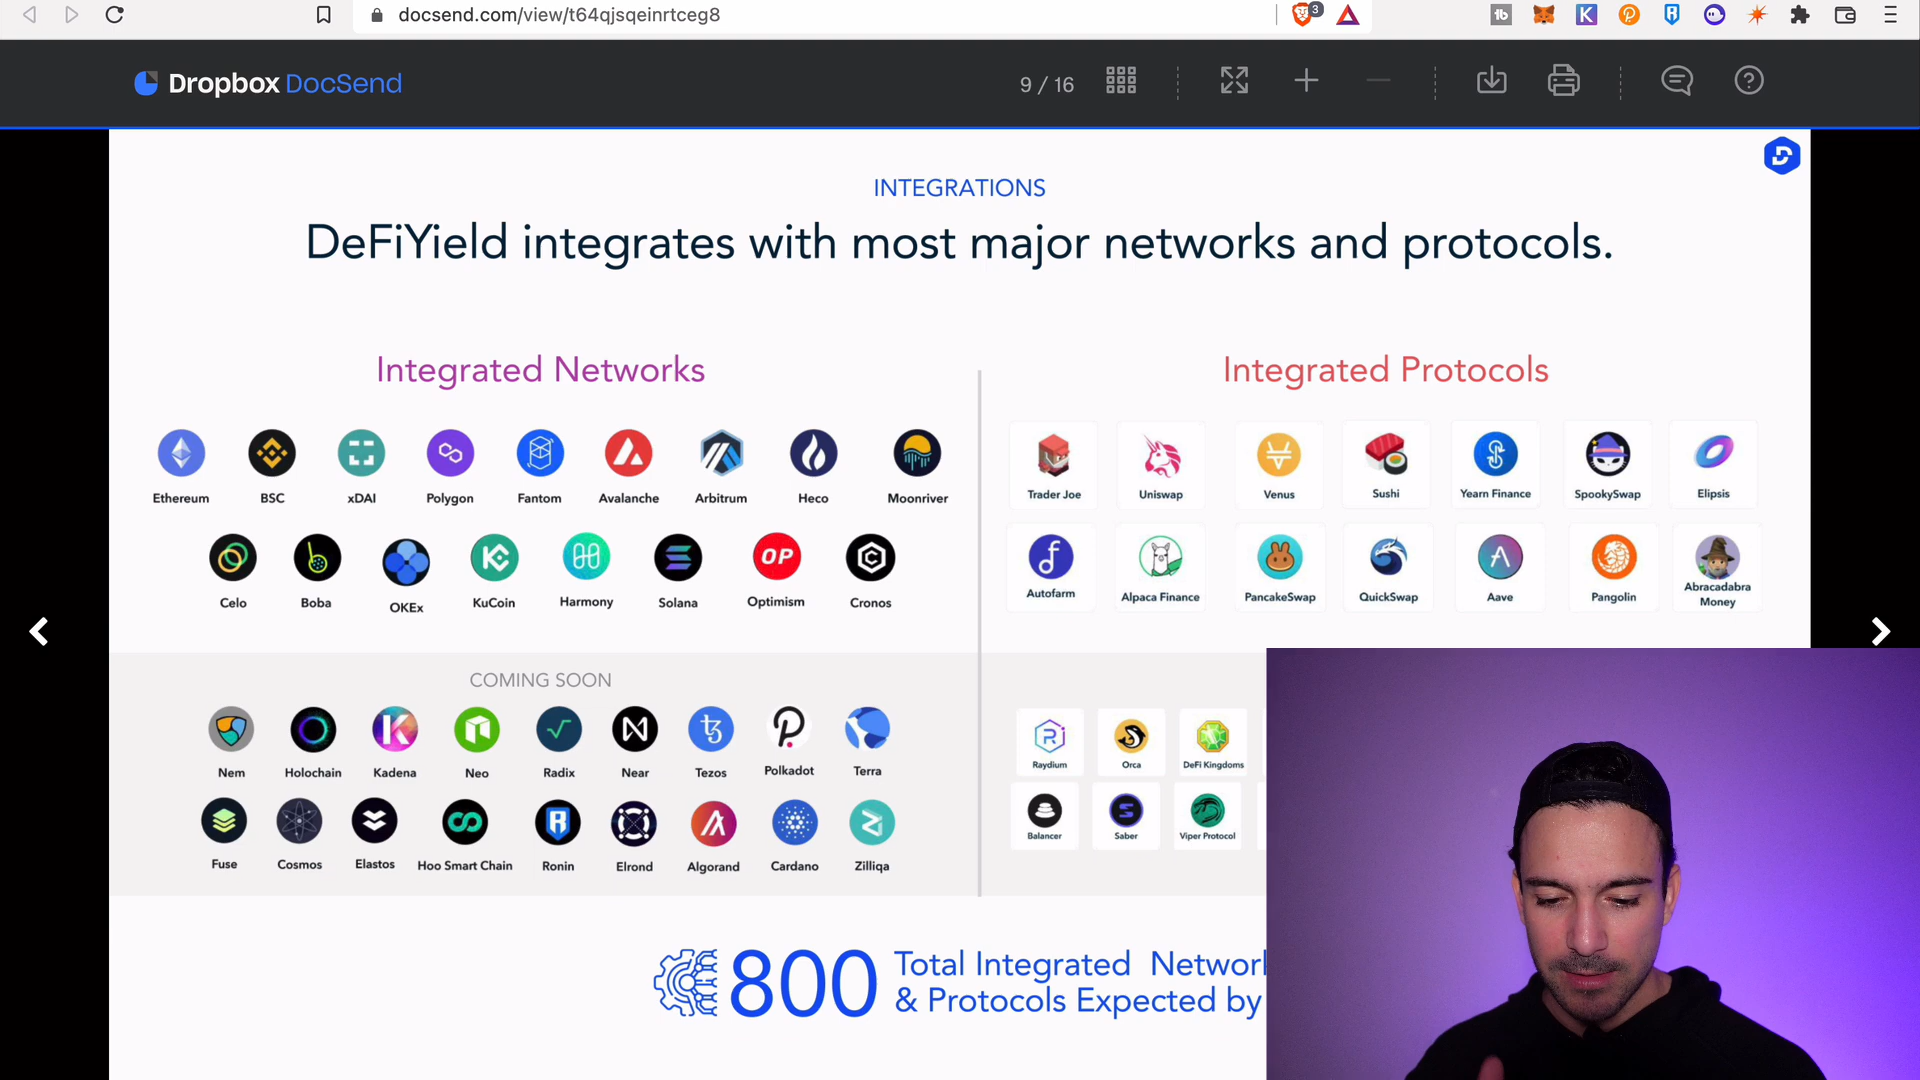 docsend.com/view/t64qjsqeinrtceg8
3
Dropbox DocSend
9 / 16
INTEGRATIONS
DeFiYield integrates with most major networks and protocols.
Integrated Networks
Ethereum BSC xDAI Polygon Fantom Avalanche Arbitrum Heco Moonriver
OP
Celo Boba OKEx KuCoin Harmony Solana Optimism Cronos
COMING SOON
Nem Holochain Kadena Neo Radix Near Tezos Polkadot Terra
Fuse Cosmos Elastos Hoo Smart Chain Ronin Elrond Algorand Cardano Zilliqa
Integrated Protocols
Trader Joe Uniswap Venus Sushi Yearn Finance SpookySwap Elipsis
Autofarm Alpaca Finance PancakeSwap QuickSwap Aave Pangolin Abracadabra
Money
Raydium Orca DeFi Kingdoms
Balancer Saber Viper Protocol
800 Total Integrated Network
& Protocols Expected by